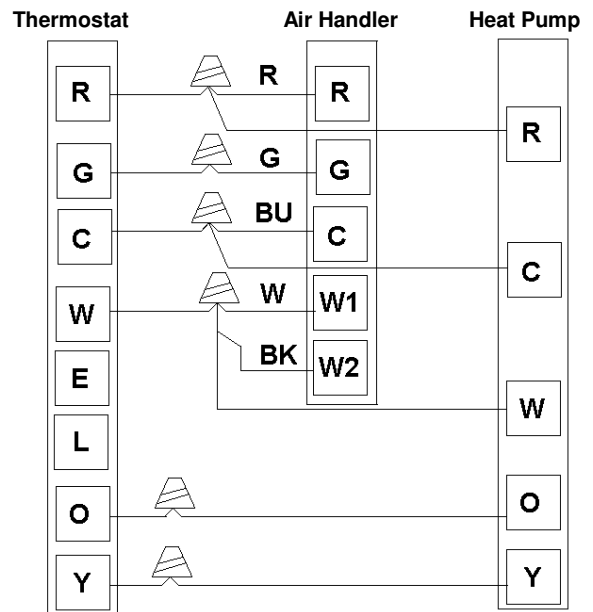 Thermostat Air Handler Heat Pump
R R R
R
G G G
C BU C
C
W W W1
E BK W2
W
L
O O
Y Y